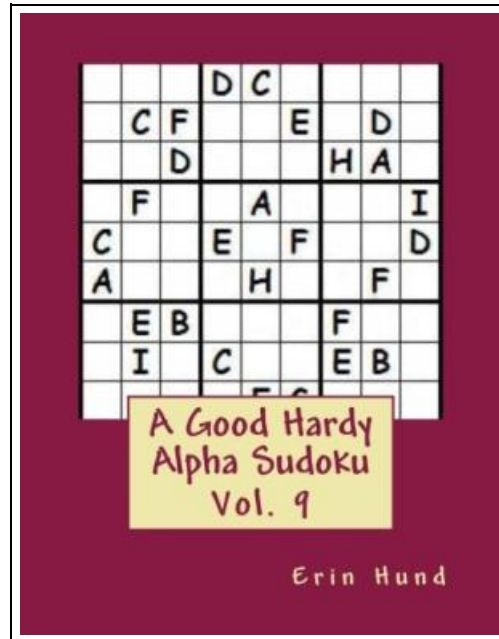 D C
C F E D
D H A
F A I
C E F D
A H F
E B F
I C E B
A Good Hardy
Alpha Sudoku
Vol. 9
Erin Hund